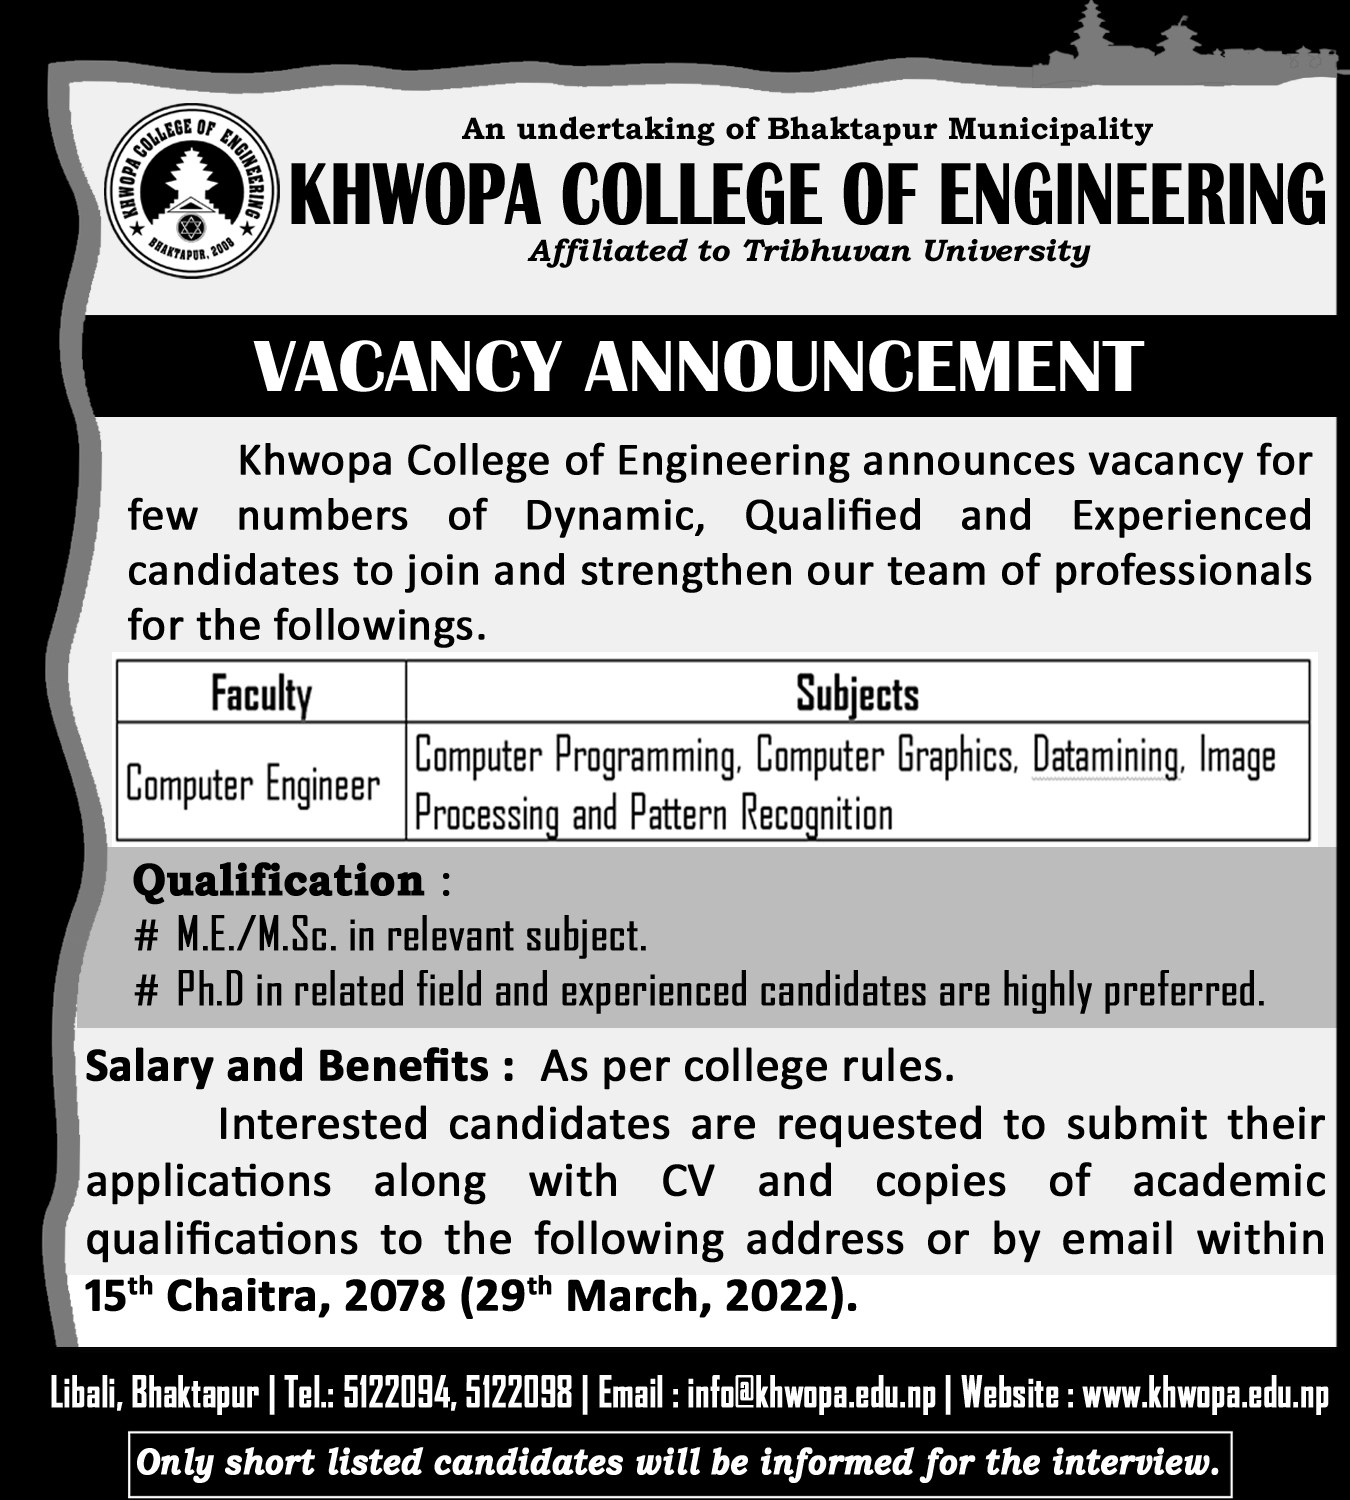 An undertaking of Bhaktapur Municipality
KHWOPA COLLEGE OF ENGINEERING
BHAKTAPUR, 2008
KHWOPA COLLEGE OF ENGINEERING
Affiliated to Tribhuvan University
VACANCY ANNOUNCEMENT
Khwopa College of Engineering announces vacancy for
few numbers of Dynamic, Qualified and Experienced
candidates to join and strengthen our team of professionals
for the followings.
Faculty Subjects
Computer Engineer
Computer Programming, Computer Graphics, Datamining, Image
Processing and Pattern Recognition
Qualification :
# M.E./M.Sc. in relevant subject.
# Ph.D in related field and experienced candidates are highly preferred.
Salary and Benefits : As per college rules.
Interested candidates are requested to submit their
applications along with CV and copies of academic
qualifications to the following address or by email within
15th Chaitra, 2078 (29th March, 2022).
Libali, Bhaktapur | Tel.: 5122094, 5122098 | Email : info@khwopa.edu.np | Website : www.khwopa.edu.np
Only short listed candidates will be informed for the interview.